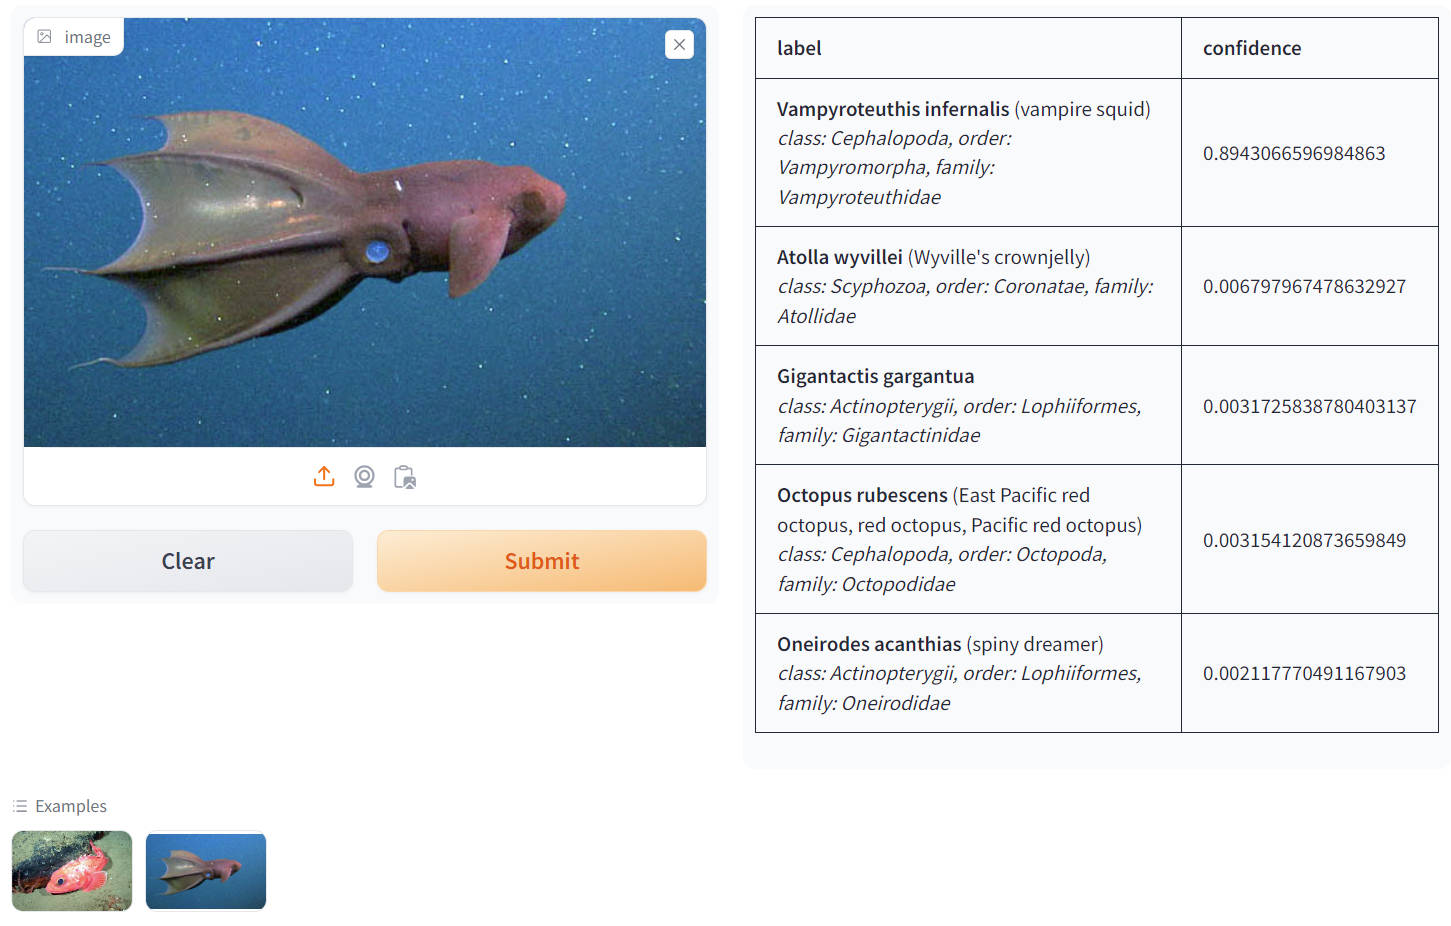 image
label
confidence
Vampyroteuthis infernalis (vampire squid)
class: Cephalopoda, order:
Vampyromorpha, family:
Vampyroteuthidae
0.8943066596984863
Atolla wyvillei (Wyville's crownjelly)
class: Scyphozoa, order: Coronatae, family:
Atollidae
0.006797967478632927
Gigantactis gargantua
class: Actinopterygii, order: Lophiiformes,
family: Gigantactinidae
0.0031725838780403137
Octopus rubescens (East Pacific red
octopus, red octopus, Pacific red octopus)
class: Cephalopoda, order: Octopoda,
family: Octopodidae
0.003154120873659849
Oneirodes acanthias (spiny dreamer)
class: Actinopterygii, order: Lophiiformes,
family: Oneirodidae
0.002117770491167903
Clear
Submit
Examples